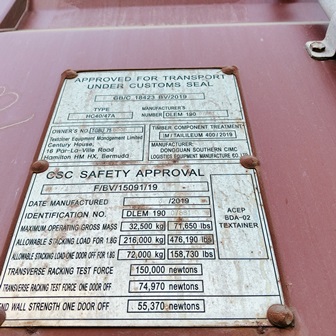 APPROVED FOR TRANSPORT
UNDER CUSTOMS SEAL
GB/C 18423 BV/2019
TYPE
HC40/47A
MANUFACTURER'S
NUMBER DLEM 190
OWNER'S NO.
Textainer Equipment Management Limited
Century House,
16 Par-La-Ville Road
Hamilton HM HX, Bermuda
TIMBER COMPONENT TREATMENT
IM/TAILILEUM 400/2019
MANUFACTURER:
DONGGUAN SOUTHERN CIMC
LOGISTICS EQUIPMENT MANUFACTURE CO.,LTD.
CSC SAFETY APPROVAL
F/BV/15091/19 -
DATE MANUFACTURED /2019
IDENTIFICATION NO. DLEM 190
MAXIMUM OPERATING GROSS MASS 32,500 kg 71,650 lbs
ALLOWABLE STACKING LOAD FOR 1.8G 216,000 kg 476,190 lbs
ALLOWABLE STACKING LOAD ONE DOOR OFF FOR 1.8G 72,000 kg 158,730 lbs
TRANSVERSE RACKING TEST FORCE 150,000 newtons
TRANSVERSE RACKING TEST FORCE ONE DOOR OFF 74,970 newtons
END WALL STRENGTH ONE DOOR OFF 55,370 newtons
ACEP
BDA-02
TEXTAINER